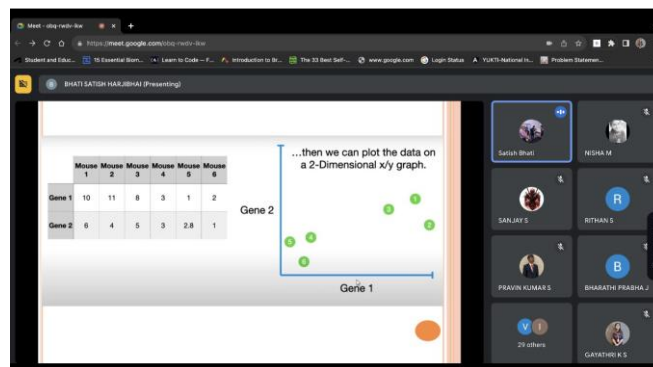 Meet - obq-rwdv-ikw
https://meet.google.com/obq-rwdv-ikw
Student and Educ... 15 Essential Biom... Learn to Code — F... Introduction to Br... The 33 Best Self-... www.google.com Login Status YUKTI-National In... Problem Statemen...
BHATI SATISH HARJIBHAI (Presenting)
Mouse Mouse Mouse Mouse Mouse Mouse
1 2 3 4 5 6
Gene 1 10 11 8 3 1 2
Gene 2 6 4 5 3 2.8 1
...then we can plot the data on
a 2-Dimensional x/y graph.
Gene 2
1
3
2
4
5
6
Gene 1
Satish Bhati
NISHA M
SANJAY S
R
RITHAN S
PRAVIN KUMAR S
B
BHARATHI PRABHA J
V I
29 others
GAYATHRI K S